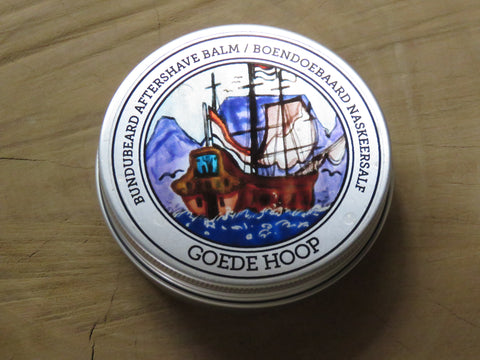 BUNDUBEARD AFTERSHAVE BALM / BOENDOEBAARD NASKEERSALF
GOEDE HOOP